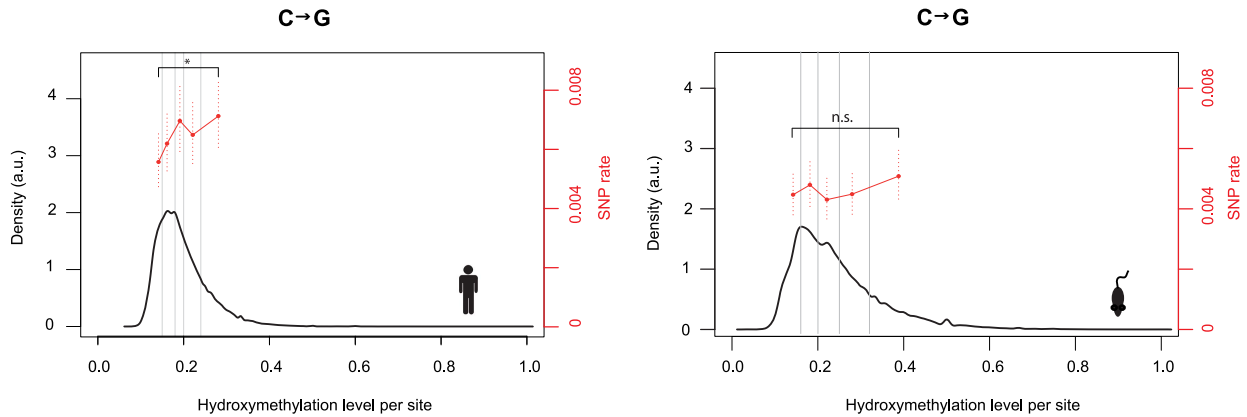 C→G
4
3
2
1
0
Density (a.u.)
*
0.008
0.004
0
SNP rate
0.0 0.2 0.4 0.6 0.8 1.0
Hydroxymethylation level per site
C→G
4
3
2
1
0
Density (a.u.)
n.s.
0.008
0.004
0
SNP rate
0.0 0.2 0.4 0.6 0.8 1.0
Hydroxymethylation level per site